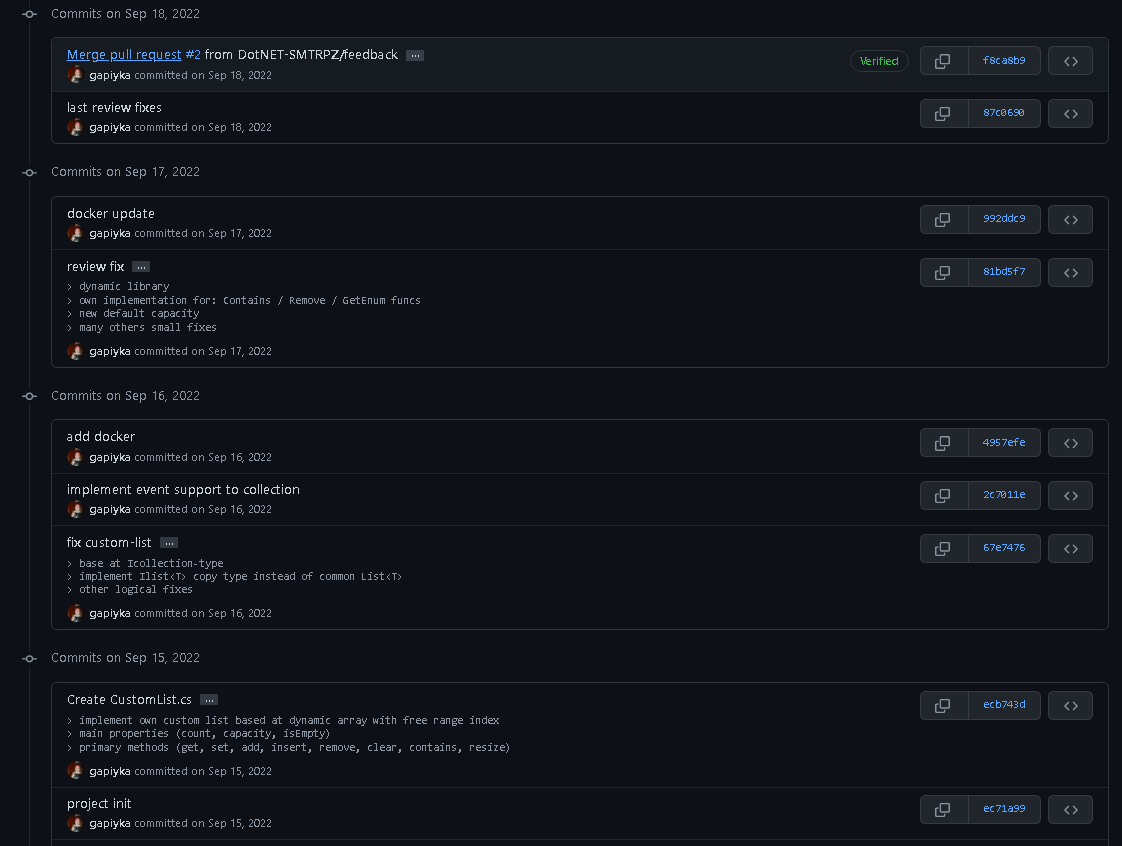 Commits on Sep 18, 2022
Merge pull request #2 from DotNET-SMTRPZ/feedback ...
Verified
f8ca8b9
gapiyka committed on Sep 18, 2022
last review fixes
87c0690
gapiyka committed on Sep 18, 2022
Commits on Sep 17, 2022
docker update
992ddc9
gapiyka committed on Sep 17, 2022
review fix ...
81bd5f7
> dynamic library
> own implementation for: Contains / Remove / GetEnum funcs
> new default capacity
> many others small fixes
gapiyka committed on Sep 17, 2022
Commits on Sep 16, 2022
add docker
4957efe
gapiyka committed on Sep 16, 2022
implement event support to collection
2c7011e
gapiyka committed on Sep 16, 2022
fix custom-list ...
67e7476
> base at Icollection-type
> implement Ilist<T> copy type instead of common List<T>
> other logical fixes
gapiyka committed on Sep 16, 2022
Commits on Sep 15, 2022
Create CustomList.cs ...
ecb743d
> implement own custom list based at dynamic array with free range index
> main properties (count, capacity, isEmpty)
> primary methods (get, set, add, insert, remove, clear, contains, resize)
gapiyka committed on Sep 15, 2022
project init
ec71a99
gapiyka committed on Sep 15, 2022